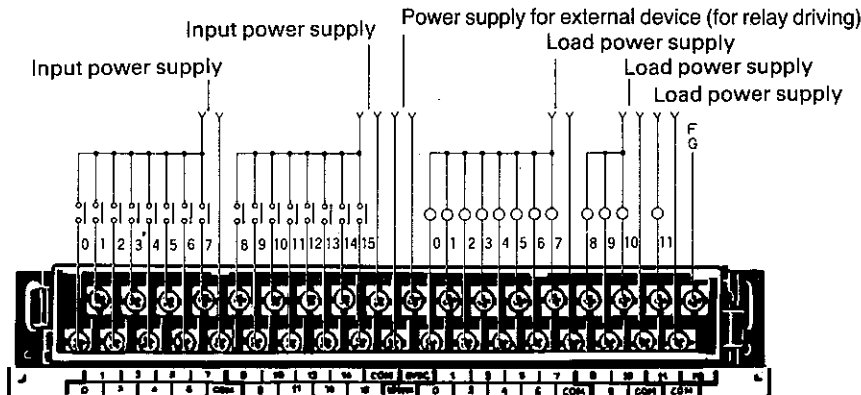 Power supply for external device (for relay driving)
Input power supply
Load power supply
Input power supply
Load power supply
Load power supply
F
G
0 1 2 3 4 5 6 7 8 9 10 11 12 13 14 15 0 1 2 3 4 5 6 7 8 9 10 11